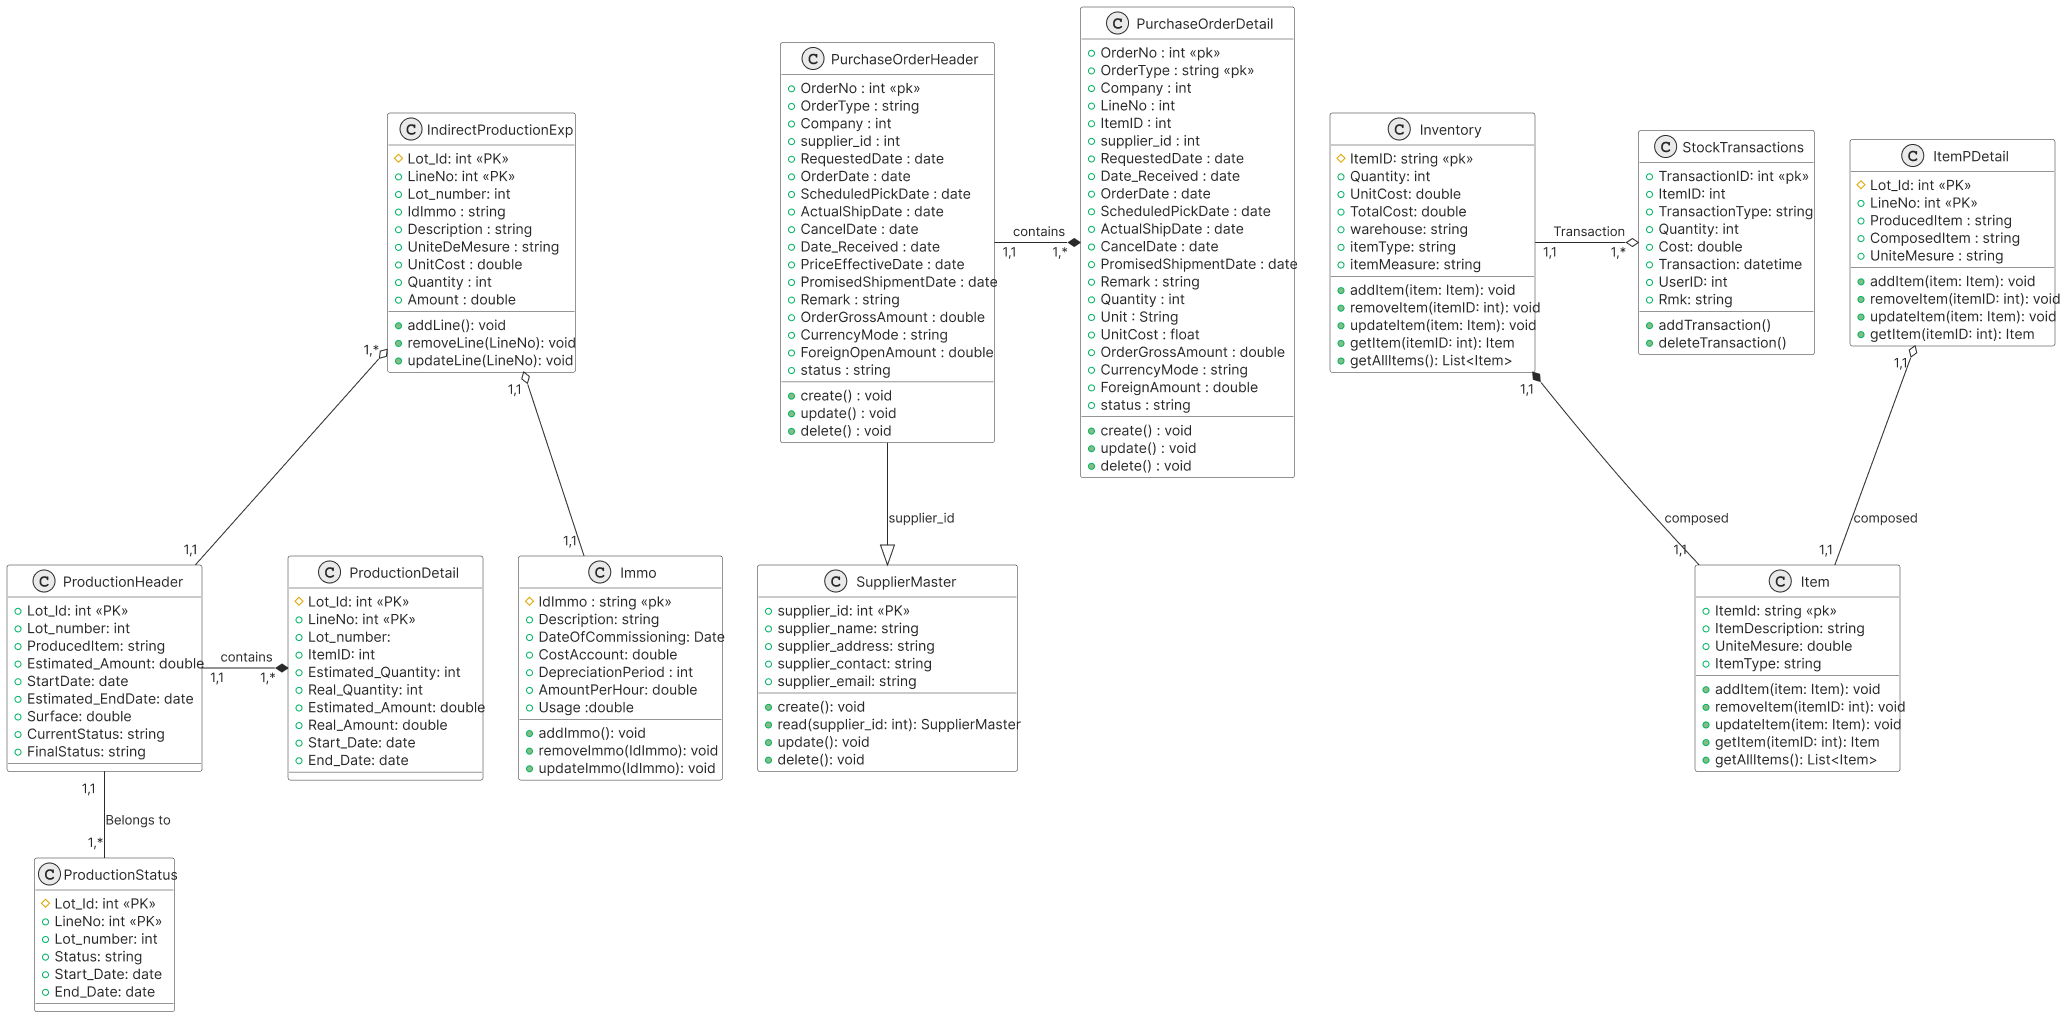 IndirectProductionExp
Lot_Id: int «PK»
LineNo: int «PK»
Lot_number: int
IdImmo : string
Description : string
UniteDeMesure : string
UnitCost : double
Quantity : int
Amount : double
addLine(): void
removeLine(LineNo): void
updateLine(LineNo): void
PurchaseOrderHeader
OrderNo : int «pk»
OrderType : string
Company : int
supplier_id : int
RequestedDate : date
OrderDate : date
ScheduledPickDate : date
ActualShipDate : date
CancelDate : date
Date_Received : date
PriceEffectiveDate : date
PromisedShipmentDate : date
Remark : string
OrderGrossAmount : double
CurrencyMode : string
ForeignOpenAmount : double
status : string
create() : void
update() : void
delete() : void
contains
1,1
1,*
PurchaseOrderDetail
OrderNo : int «pk»
OrderType : string «pk»
Company : int
LineNo : int
ItemID : int
supplier_id : int
RequestedDate : date
Date_Received : date
OrderDate : date
ScheduledPickDate : date
ActualShipDate : date
CancelDate : date
PromisedShipmentDate : date
Remark : string
Quantity : int
Unit : String
UnitCost : float
OrderGrossAmount : double
CurrencyMode : string
ForeignAmount : double
status : string
create() : void
update() : void
delete() : void
Inventory
ItemID: string «pk»
Quantity: int
UnitCost: double
TotalCost: double
warehouse: string
itemType: string
itemMeasure: string
addItem(item: Item): void
removeItem(itemID: int): void
updateItem(item: Item): void
getItem(itemID: int): Item
getAllItems(): List<Item>
Transaction
1,1
1,*
StockTransactions
TransactionID: int «pk»
ItemID: int
TransactionType: string
Quantity: int
Cost: double
Transaction: datetime
UserID: int
Rmk: string
addTransaction()
deleteTransaction()
ItemPDetail
Lot_Id: int «PK»
LineNo: int «PK»
ProducedItem : string
ComposedItem : string
UniteMesure : string
addItem(item: Item): void
removeItem(itemID: int): void
updateItem(item: Item): void
getItem(itemID: int): Item
1,*
1,1
1,1
1,1
supplier_id
1,1
composed
1,1
1,1
composed
1,1
ProductionHeader
Lot_Id: int «PK»
Lot_number: int
ProducedItem: string
Estimated_Amount: double
StartDate: date
Estimated_EndDate: date
Surface: double
CurrentStatus: string
FinalStatus: string
contains
1,1
1,*
ProductionDetail
Lot_Id: int «PK»
LineNo: int «PK»
Lot_number:
ItemID: int
Estimated_Quantity: int
Real_Quantity: int
Estimated_Amount: double
Real_Amount: double
Start_Date: date
End_Date: date
Immo
IdImmo : string «pk»
Description: string
DateOfCommissioning: Date
CostAccount: double
DepreciationPeriod : int
AmountPerHour: double
Usage :double
addImmo(): void
removeImmo(IdImmo): void
updateImmo(IdImmo): void
SupplierMaster
supplier_id: int «PK»
supplier_name: string
supplier_address: string
supplier_contact: string
supplier_email: string
create(): void
read(supplier_id: int): SupplierMaster
update(): void
delete(): void
Item
ItemId: string «pk»
ItemDescription: string
UniteMesure: double
ItemType: string
addItem(item: Item): void
removeItem(itemID: int): void
updateItem(item: Item): void
getItem(itemID: int): Item
getAllItems(): List<Item>
1,1
Belongs to
1,*
ProductionStatus
Lot_Id: int «PK»
LineNo: int «PK»
Lot_number: int
Status: string
Start_Date: date
End_Date: date